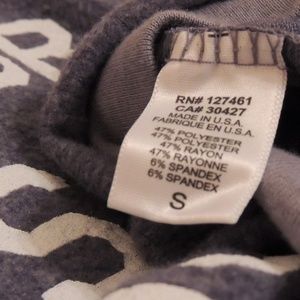 RN# 127461
CA# 30427
MADE IN U.S.A.
FABRIQUE EN U.S.A.
47% POLYESTER
47% POLYESTER
47% RAYON
47% RAYONNE
6% SPANDEX
6% SPANDEX
S